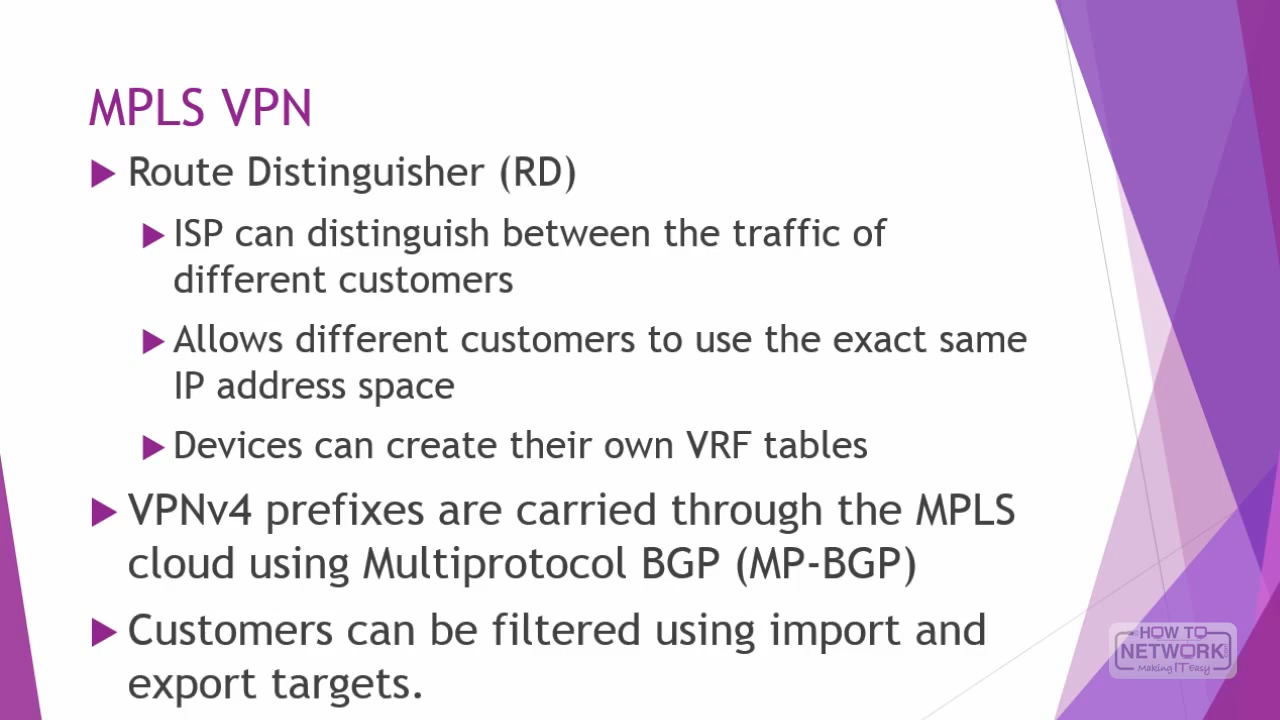 MPLS VPN
Route Distinguisher (RD)
ISP can distinguish between the traffic of
different customers
Allows different customers to use the exact same
IP address space
Devices can create their own VRF tables
VPNv4 prefixes are carried through the MPLS
cloud using Multiprotocol BGP (MP-BGP)
Customers can be filtered using import and
export targets.
HOW TO
NETWORK
Making IT Easy